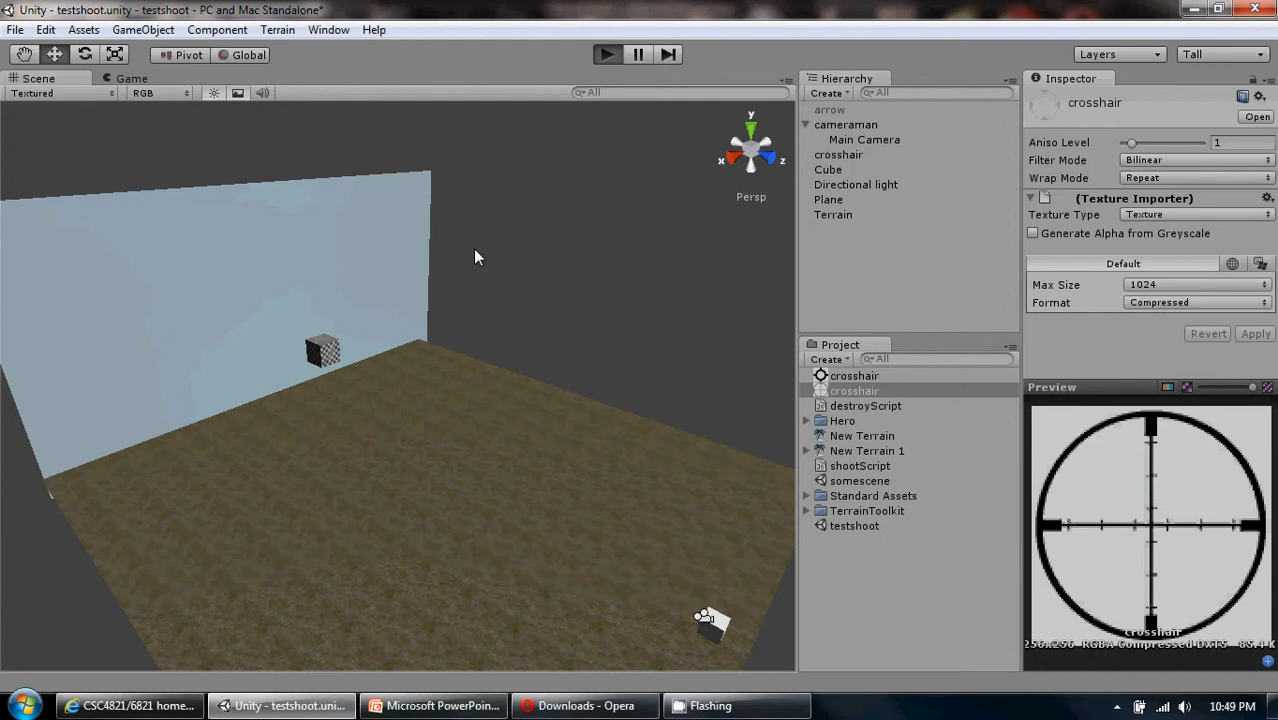 Unity - testshoot.unity - testshoot - PC and Mac Standalone*
File Edit Assets GameObject Component Terrain Window Help
Pivot Global Layers Tall
Scene Game
Textured RGB All
y
x z
Persp
Hierarchy
Create All
arrow
cameraman
Main Camera
crosshair
Cube
Directional light
Plane
Terrain
Project
Create All
crosshair
crosshair
destroyScript
Hero
New Terrain
New Terrain 1
shootScript
somescene
Standard Assets
TerrainToolkit
testshoot
Inspector
crosshair
Open
Aniso Level 1
Filter Mode Bilinear
Wrap Mode Repeat
(Texture Importer)
Texture Type Texture
Generate Alpha from Greyscale
Default
Max Size 1024
Format Compressed
Revert Apply
Preview
crosshair
256x256 RGBA Compressed DXT5 85.4 K
CSC4821/6821 home... Unity - testshoot.uni... Microsoft PowerPoin... Downloads - Opera Flashing 10:49 PM